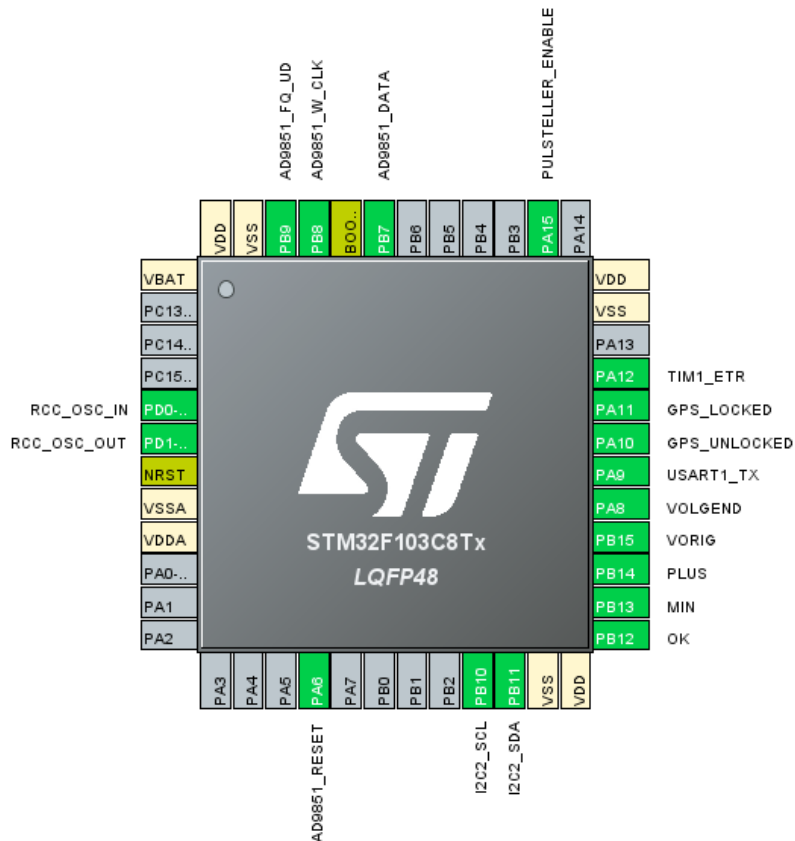 AD9851_FQ_UD
AD9851_W_CLK
AD9851_DATA
PULSTELLER_ENABLE
VDD
VSS
PB9
PB8
BOO..
PB7
PB6
PB5
PB4
PB3
PA15
PA14
VBAT
PC13..
PC14..
PC15..
RCC_OSC_IN PD0-..
RCC_OSC_OUT PD1-..
NRST
VSSA
VDDA
PA0-..
PA1
PA2
ST
STM32F103C8Tx
LQFP48
VDD
VSS
PA13
PA12 TIM1_ETR
PA11 GPS_LOCKED
PA10 GPS_UNLOCKED
PA9 USART1_TX
PA8 VOLGEND
PB15 VORIG
PB14 PLUS
PB13 MIN
PB12 OK
PA3
PA4
PA5
PA6
PA7
PB0
PB1
PB2
PB10
PB11
VSS
VDD
AD9851_RESET
I2C2_SCL
I2C2_SDA